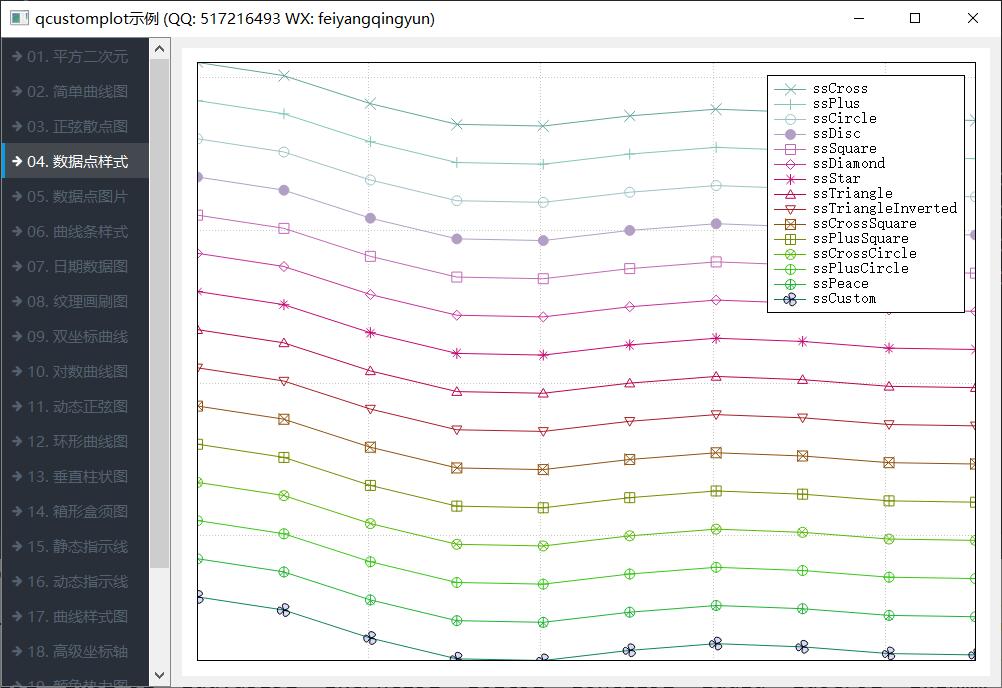 qcustomplot示例 (QQ: 517216493 WX: feiyangqingyun)
01. 平方二次元
02. 简单曲线图
03. 正弦散点图
04. 数据点样式
05. 数据点图片
06. 曲线条样式
07. 日期数据图
08. 纹理画刷图
09. 双坐标曲线
10. 对数曲线图
11. 动态正弦图
12. 环形曲线图
13. 垂直柱状图
14. 箱形盒须图
15. 静态指示线
16. 动态指示线
17. 曲线样式图
18. 高级坐标轴
ssCross
ssPlus
ssCircle
ssDisc
ssSquare
ssDiamond
ssStar
ssTriangle
ssTriangleInverted
ssCrossSquare
ssPlusSquare
ssCrossCircle
ssPlusCircle
ssPeace
ssCustom